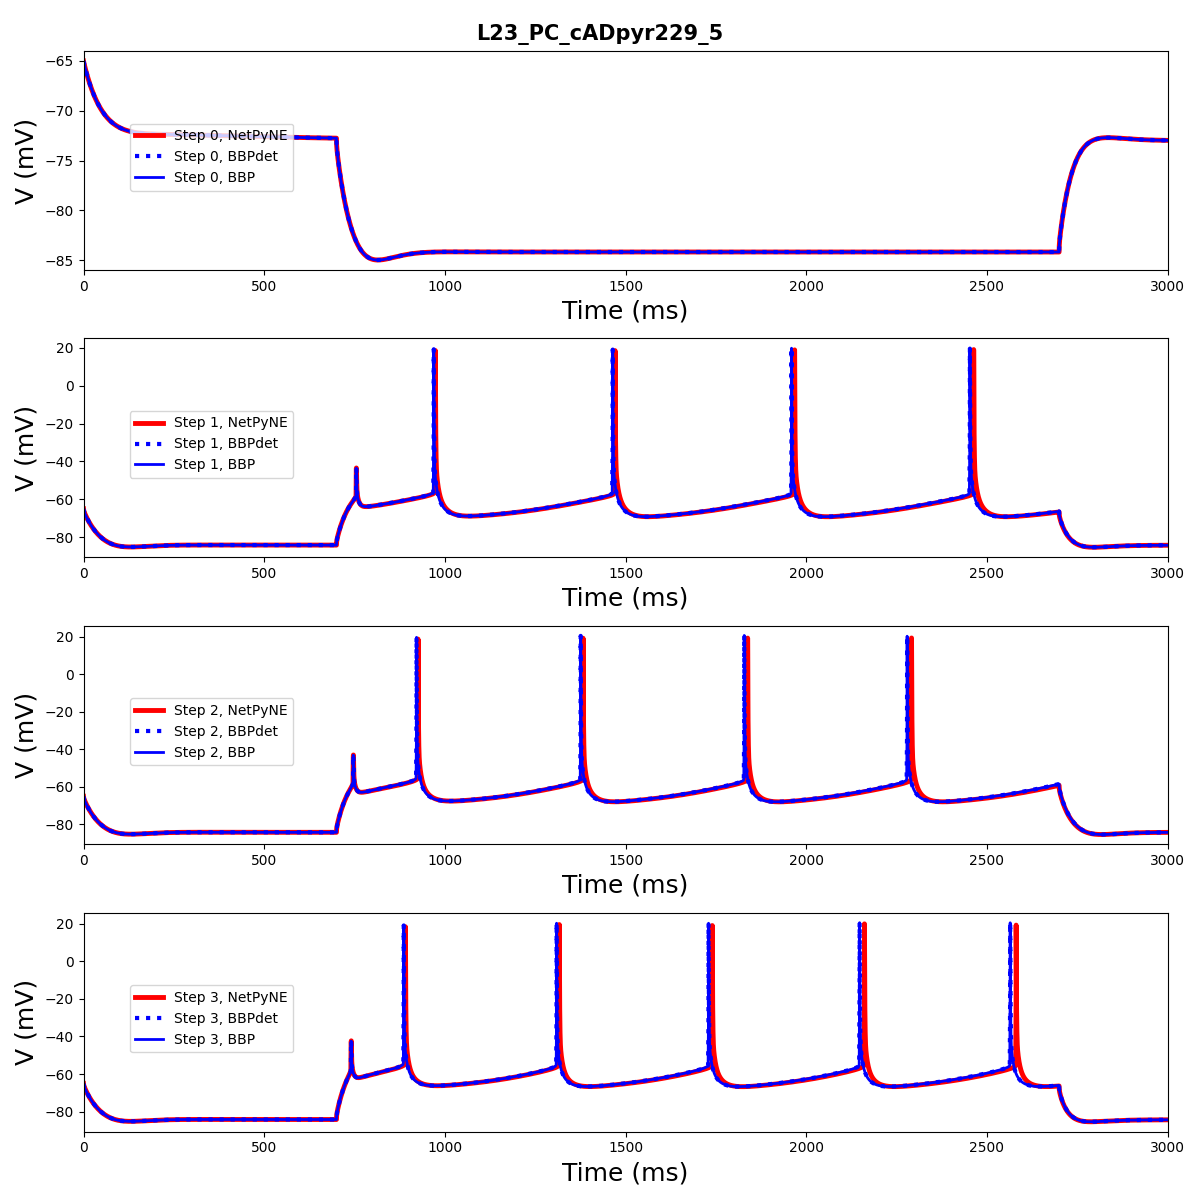 L23_PC_cADpyr229_5
−65
−70
−75
−80
−85
V (mV)
Step 0, NetPyNE
Step 0, BBPdet
Step 0, BBP
0 500 1000 1500 2000 2500 3000
Time (ms)
20
0
−20
−40
−60
−80
V (mV)
Step 1, NetPyNE
Step 1, BBPdet
Step 1, BBP
0 500 1000 1500 2000 2500 3000
Time (ms)
20
0
−20
−40
−60
−80
V (mV)
Step 2, NetPyNE
Step 2, BBPdet
Step 2, BBP
0 500 1000 1500 2000 2500 3000
Time (ms)
20
0
−20
−40
−60
−80
V (mV)
Step 3, NetPyNE
Step 3, BBPdet
Step 3, BBP
0 500 1000 1500 2000 2500 3000
Time (ms)